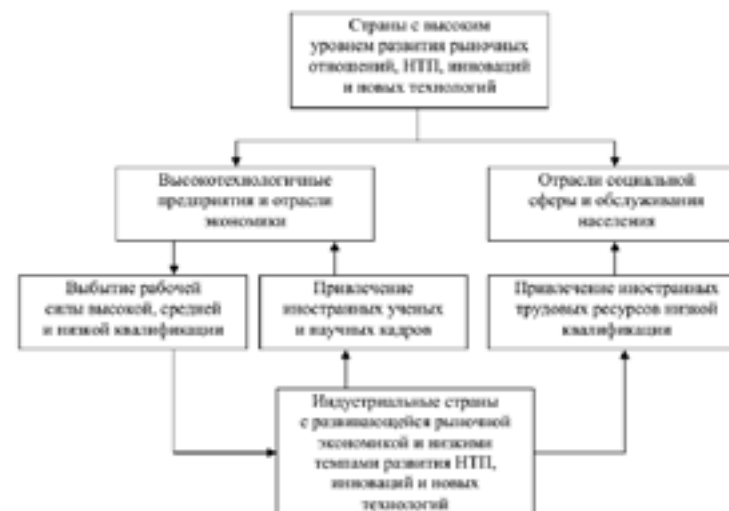 Страны с высоким
уровнем развития рыночных
отношений, НТП, инноваций
и новых технологий
Высокотехнологичные
предприятия и отрасли
экономики
Отрасли социальной
сферы и обслуживания
населения
Выбытие рабочей
силы высокой, средней
и низкой квалификации
Привлечение
иностранных ученых
и научных кадров
Привлечение иностранных
трудовых ресурсов низкой
квалификации
Индустриальные страны
с развивающейся рыночной
экономикой и низкими
темпами развития НТП,
инноваций и новых
технологий